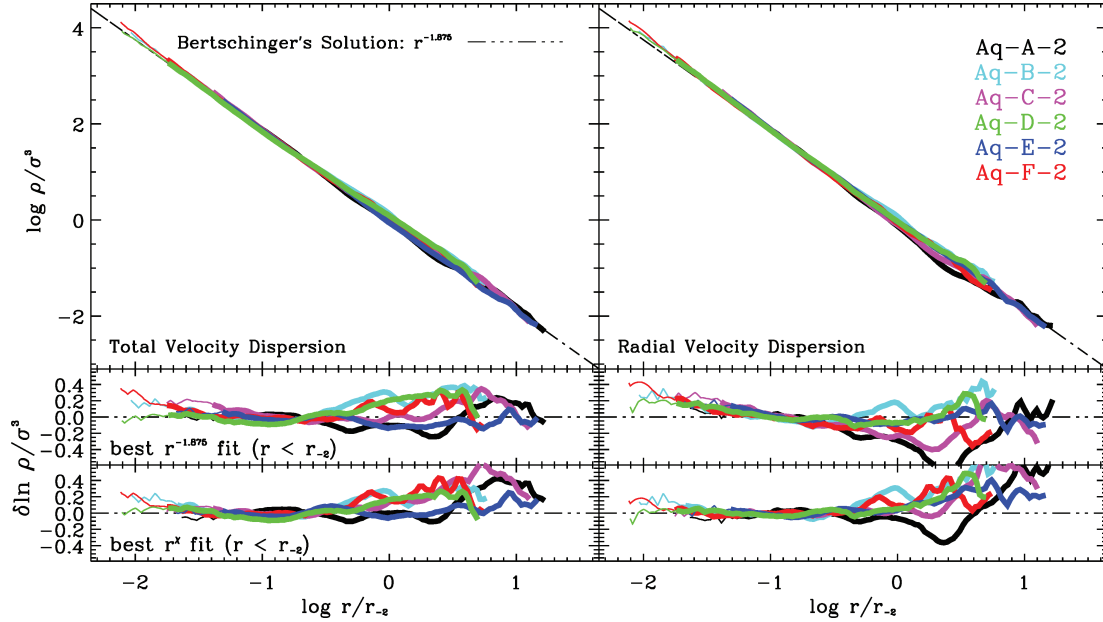 4
2
0
−2
log ρ/σ³
Bertschinger's Solution: r⁻¹·⁸⁷⁵
Total Velocity Dispersion
Aq−A−2
Aq−B−2
Aq−C−2
Aq−D−2
Aq−E−2
Aq−F−2
Radial Velocity Dispersion
0.4
0.2
0.0
−0.2
−0.4
best r⁻¹·⁸⁷⁵ fit (r < r₋₂)
0.4
0.2
0.0
−0.2
−0.4
best rᵡ fit (r < r₋₂)
δln ρ/σ³
−2 −1 0 1
log r/r₋₂
−2 −1 0 1
log r/r₋₂